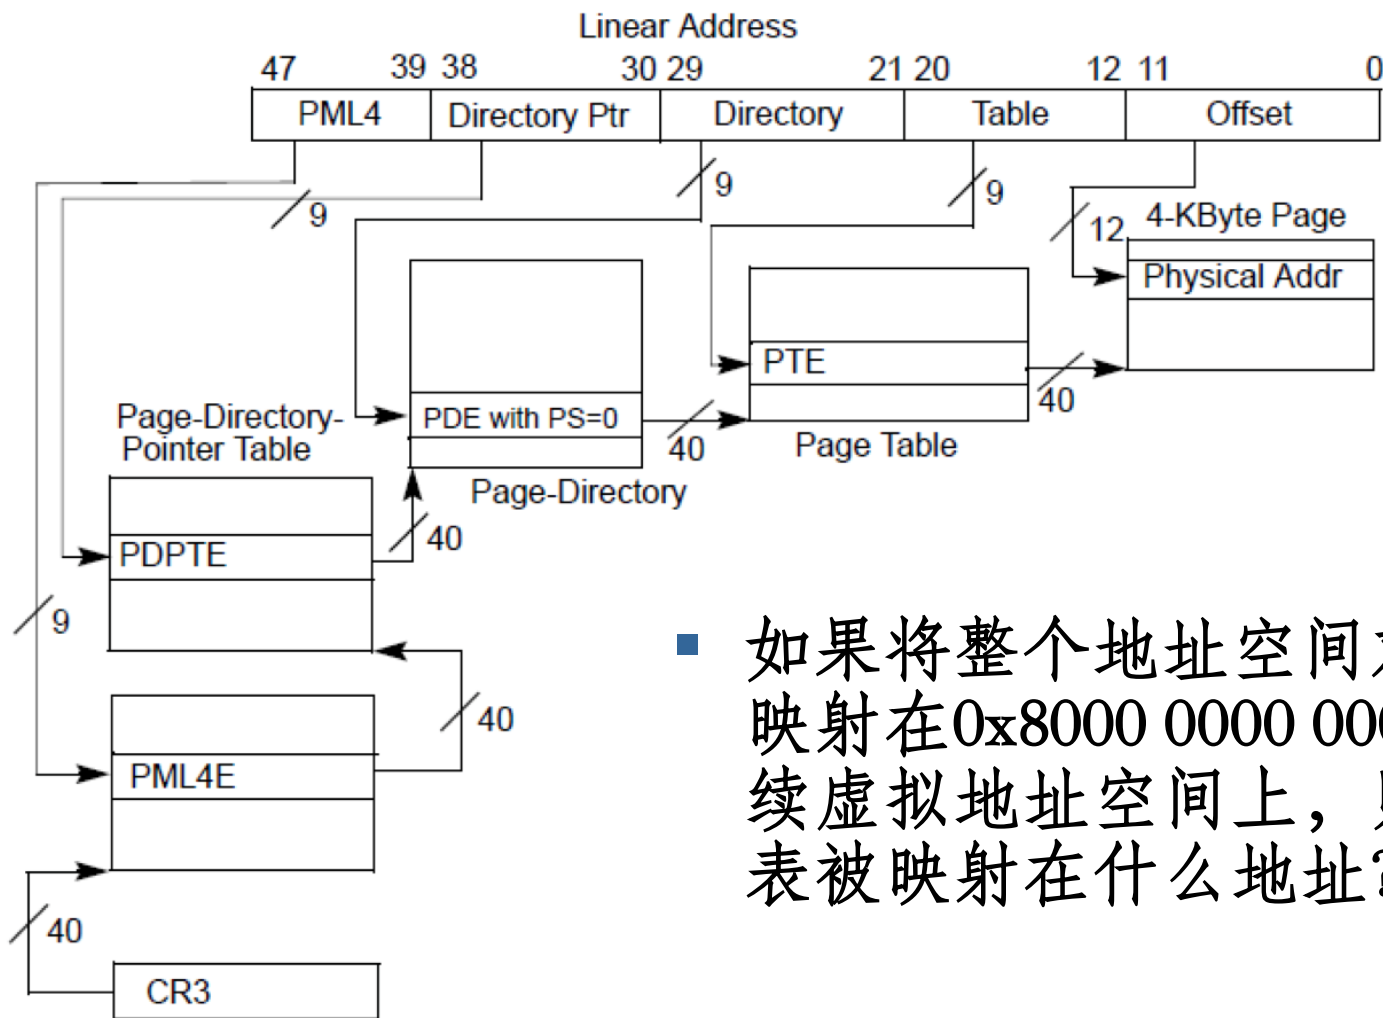 Linear Address
47 39 38 30 29 21 20 12 11 0
PML4 Directory Ptr Directory Table Offset
9 9 9
12 4-KByte Page
Physical Addr
PTE
40
Page-Directory-
Pointer Table
PDE with PS=0
40
Page Table
Page-Directory
40
PDPTE
9
40
PML4E
40
CR3
如果将整个地址空间
映射在0x8000 0000 00
续虚拟地址空间上，
表被映射在什么地址?